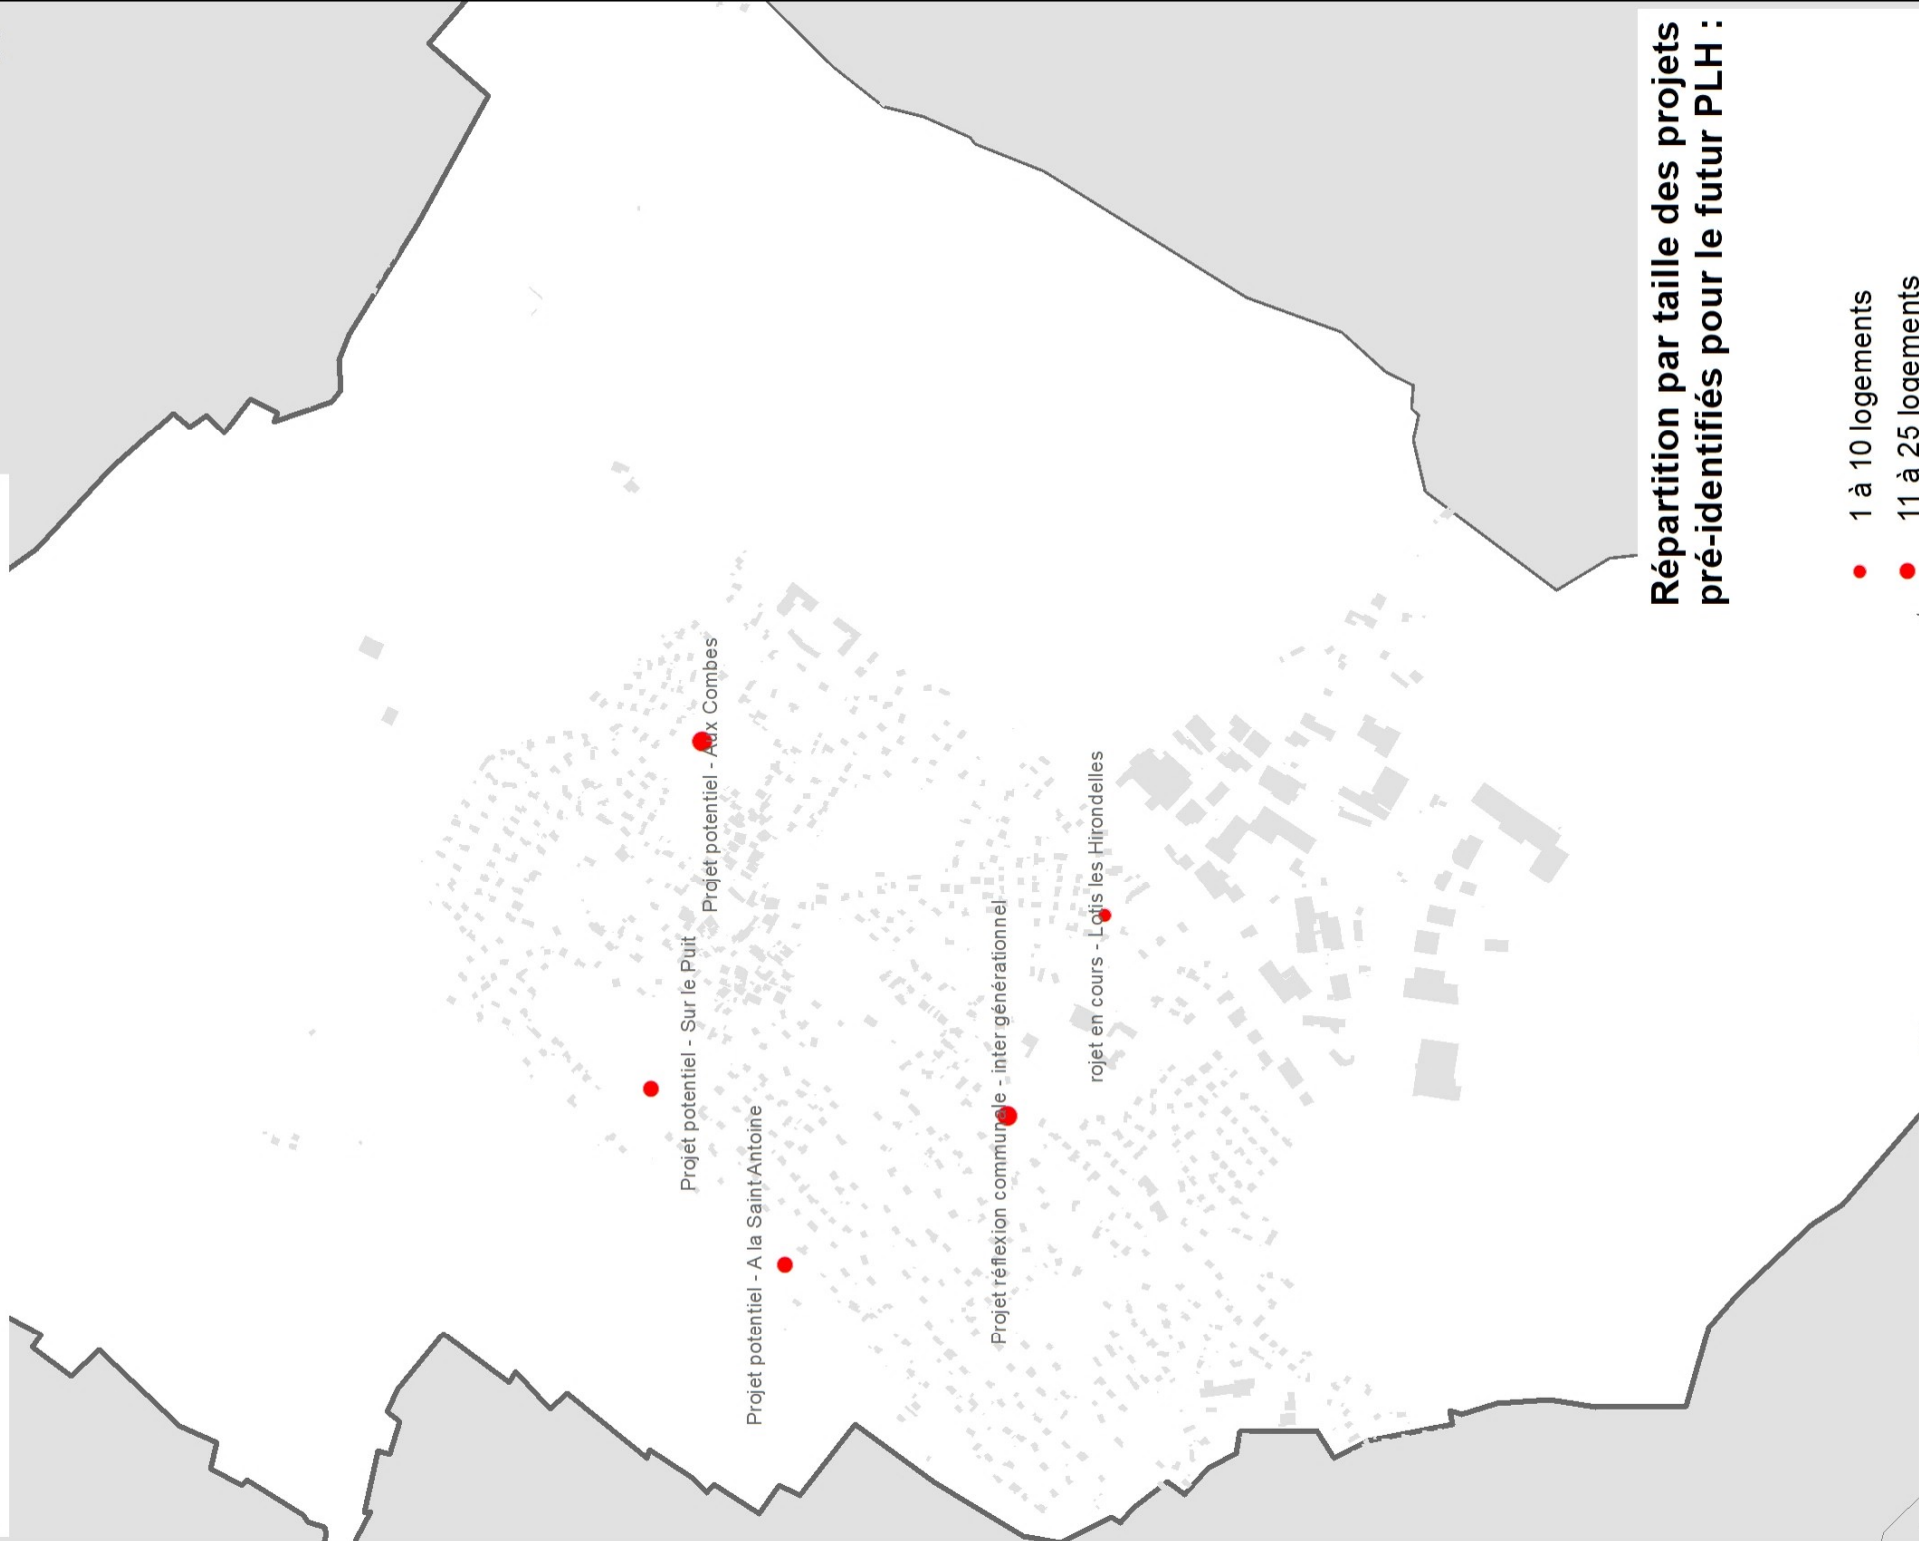 Répartition par taille des projets
pré-identifiés pour le futur PLH :
1 à 10 logements
11 à 25 logements
Projet potentiel - Aux Combes
Projet potentiel - Sur le Puit
Projet potentiel - A la Saint Antoine
Projet réflexion communale - inter générationnel
rojet en cours - Lotis les Hirondelles